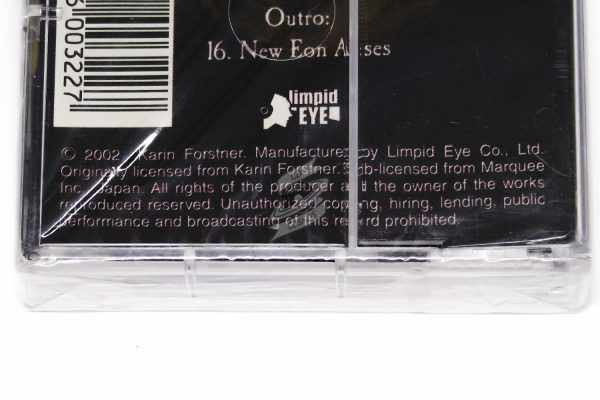 Outro:
16. New Eon A ses
6003227
limpid
EYE
© 2002 Karin Forstner. Manufactured by Limpid Eye Co., Ltd.
Originally licensed from Karin Forstner. Sub-licensed from Marquee
Inc., Japan. All rights of the producer and the owner of the works
reproduced reserved. Unauthorized copying, hiring, lending, public
performance and broadcasting of this record prohibited.